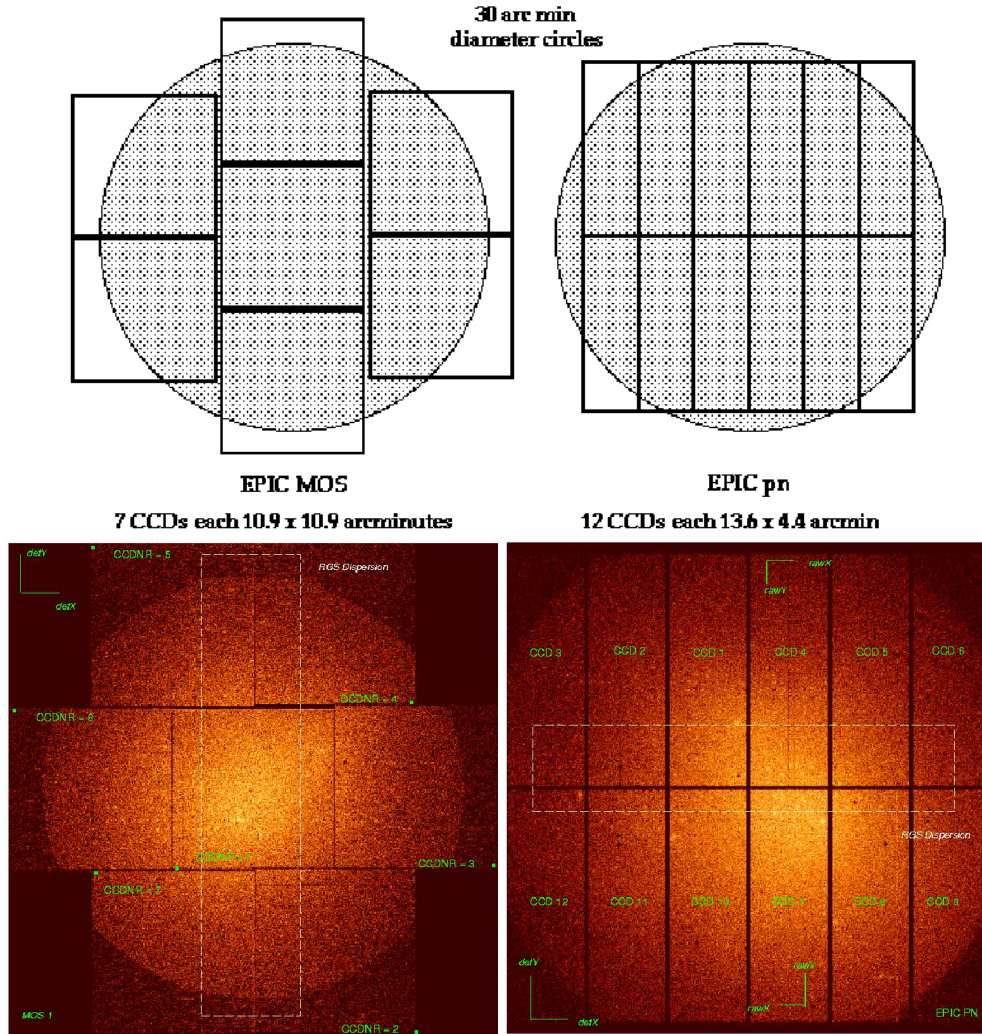 30 arc min
diameter circles
EPIC MOS
EPIC pn
7 CCDs each 10.9 x 10.9 arcminutes
12 CCDs each 13.6 x 4.4 arcmin
detY
detX
CCDNR = 5
RGS Dispersion
CCDNR = 4
CCDNR = 6
CCDNR = 1
CCDNR = 3
CCDNR = 7
MOS 1
CCDNR = 2
rawX
rawY
CCD 3
CCD 2
CCD 1
CCD 4
CCD 5
CCD 6
RGS Dispersion
CCD 12
CCD 11
CCD 10
CCD 7
CCD 8
CCD 9
detY
detX
rawY
rawX
EPIC PN